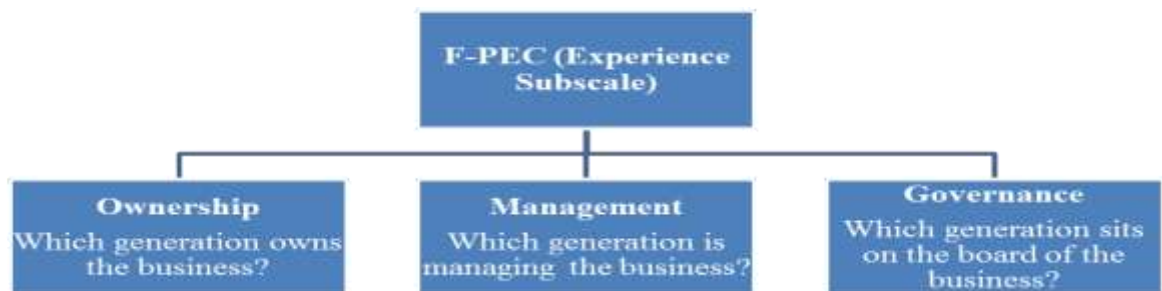 F-PEC (Experience
Subscale)
Ownership
Which generation owns
the business?
Management
Which generation is
managing the business?
Governance
Which generation sits
on the board of the
business?